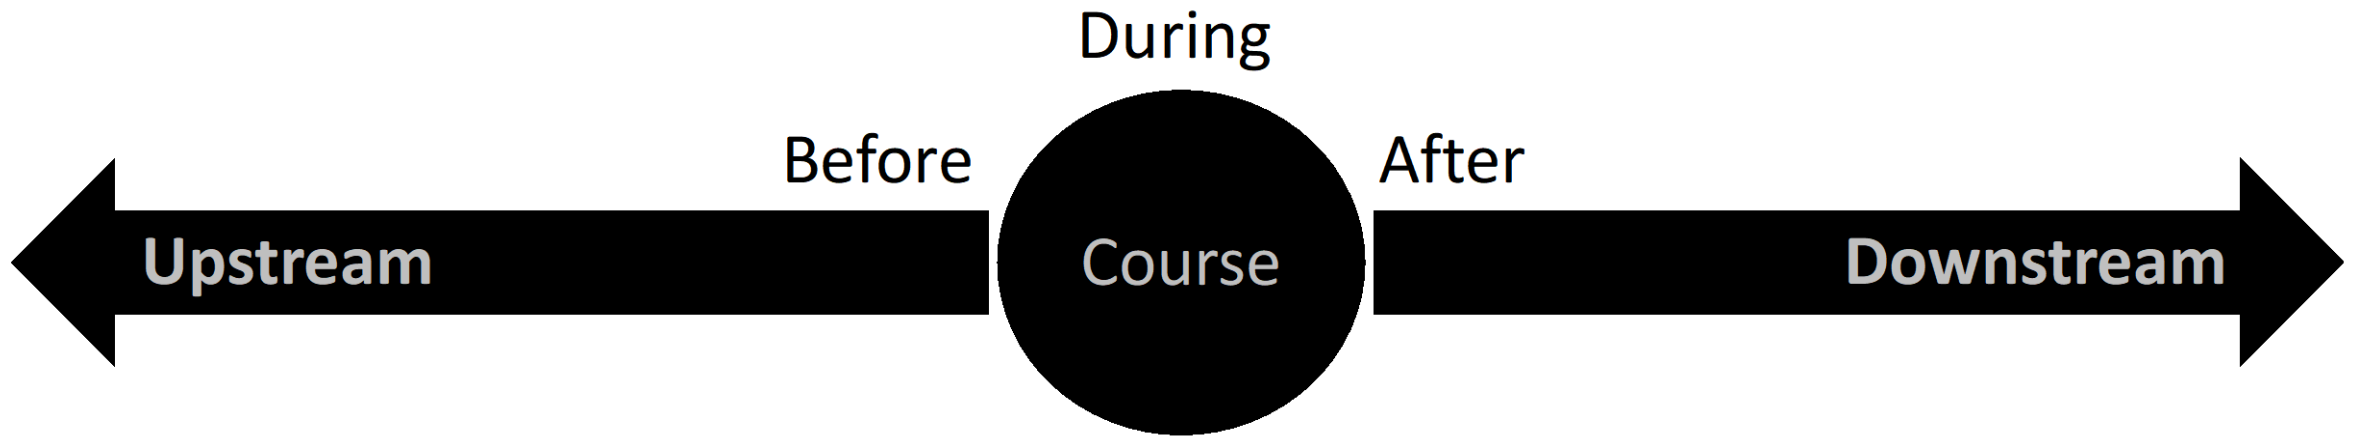 During
Before
After
Upstream
Course
Downstream